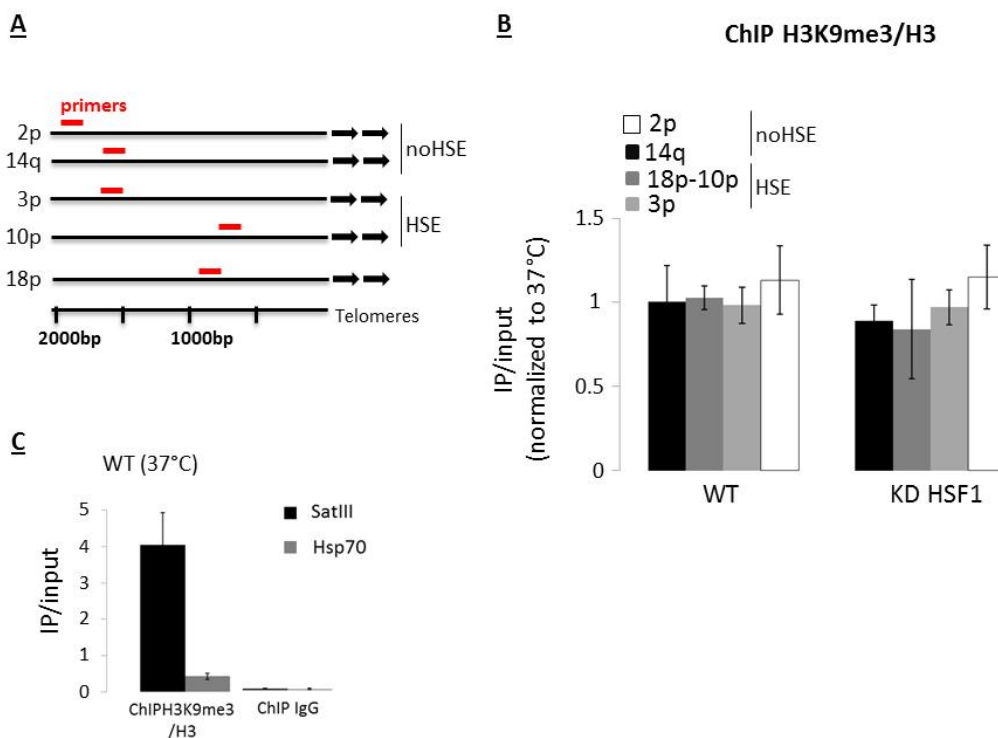 A
primers
2p
14q
noHSE
3p
10p
HSE
18p
Telomeres
2000bp
1000bp
B
ChIP H3K9me3/H3
2p
14q
noHSE
18p-10p
3p
HSE
IP/input
(normalized to 37°C)
1.5
1
0.5
0
WT
KD HSF1
C
WT (37°C)
IP/input
5
4
3
2
1
0
SatIII
Hsp70
ChIPH3K9me3
/H3
ChIP IgG